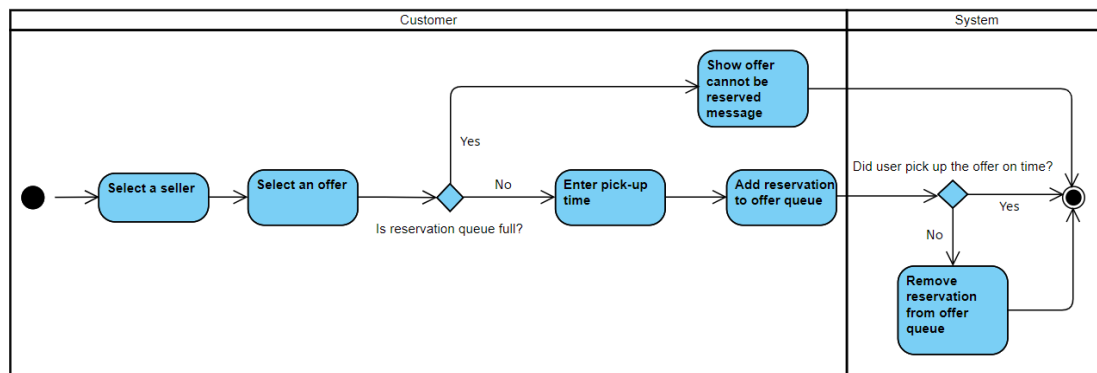 Customer
System
Show offer
cannot be
reserved
message
Yes
Did user pick up the offer on time?
Select a seller
Select an offer
No
Enter pick-up
time
Add reservation
to offer queue
Yes
Is reservation queue full?
No
Remove
reservation
from offer
queue